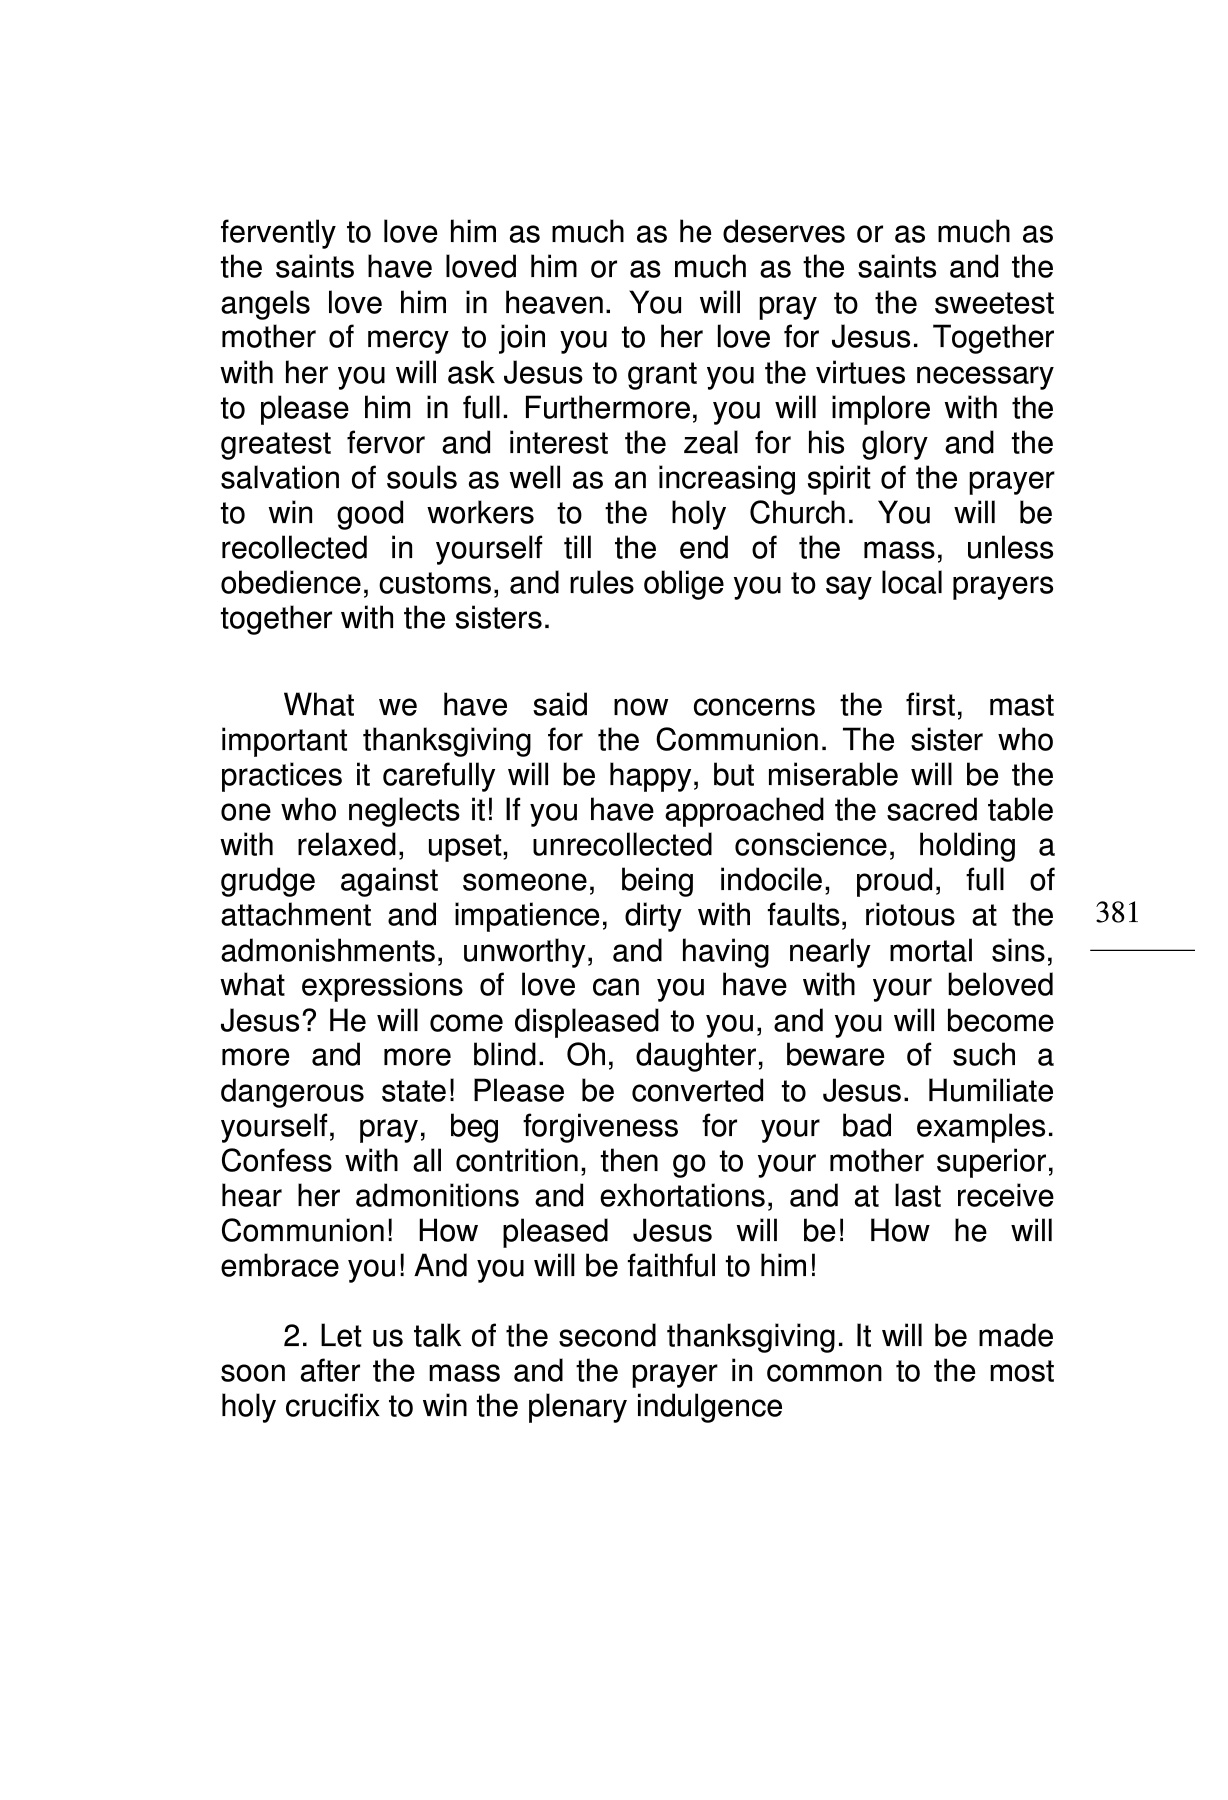 fervently to love him as much as he deserves or as much as
the saints have loved him or as much as the saints and the
angels love him in heaven. You will pray to the sweetest
mother of mercy to join you to her love for Jesus. Together
with her you will ask Jesus to grant you the virtues necessary
to please him in full. Furthermore, you will implore with the
greatest fervor and interest the zeal for his glory and the
salvation of souls as well as an increasing spirit of the prayer
to win good workers to the holy Church. You will be
recollected in yourself till the end of the mass, unless
obedience, customs, and rules oblige you to say local prayers
together with the sisters.
What we have said now concerns the first, mast
important thanksgiving for the Communion. The sister who
practices it carefully will be happy, but miserable will be the
one who neglects it! If you have approached the sacred table
with relaxed, upset, unrecollected conscience, holding a
grudge against someone, being indocile, proud, full of
attachment and impatience, dirty with faults, riotous at the
admonishments, unworthy, and having nearly mortal sins,
what expressions of love can you have with your beloved
Jesus? He will come displeased to you, and you will become
more and more blind. Oh, daughter, beware of such a
dangerous state! Please be converted to Jesus. Humiliate
yourself, pray, beg forgiveness for your bad examples.
Confess with all contrition, then go to your mother superior,
hear her admonitions and exhortations, and at last receive
Communion! How pleased Jesus will be! How he will
embrace you! And you will be faithful to him!
2. Let us talk of the second thanksgiving. It will be made
soon after the mass and the prayer in common to the most
holy crucifix to win the plenary indulgence
381